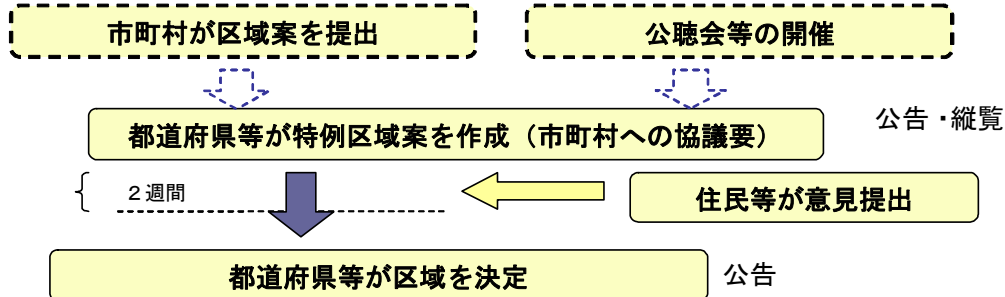 市町村が区域案を提出
公聴会等の開催
都道府県等が特例区域案を作成（市町村への協議要）
公告・縦覧
２週間
住民等が意見提出
都道府県等が区域を決定
公告